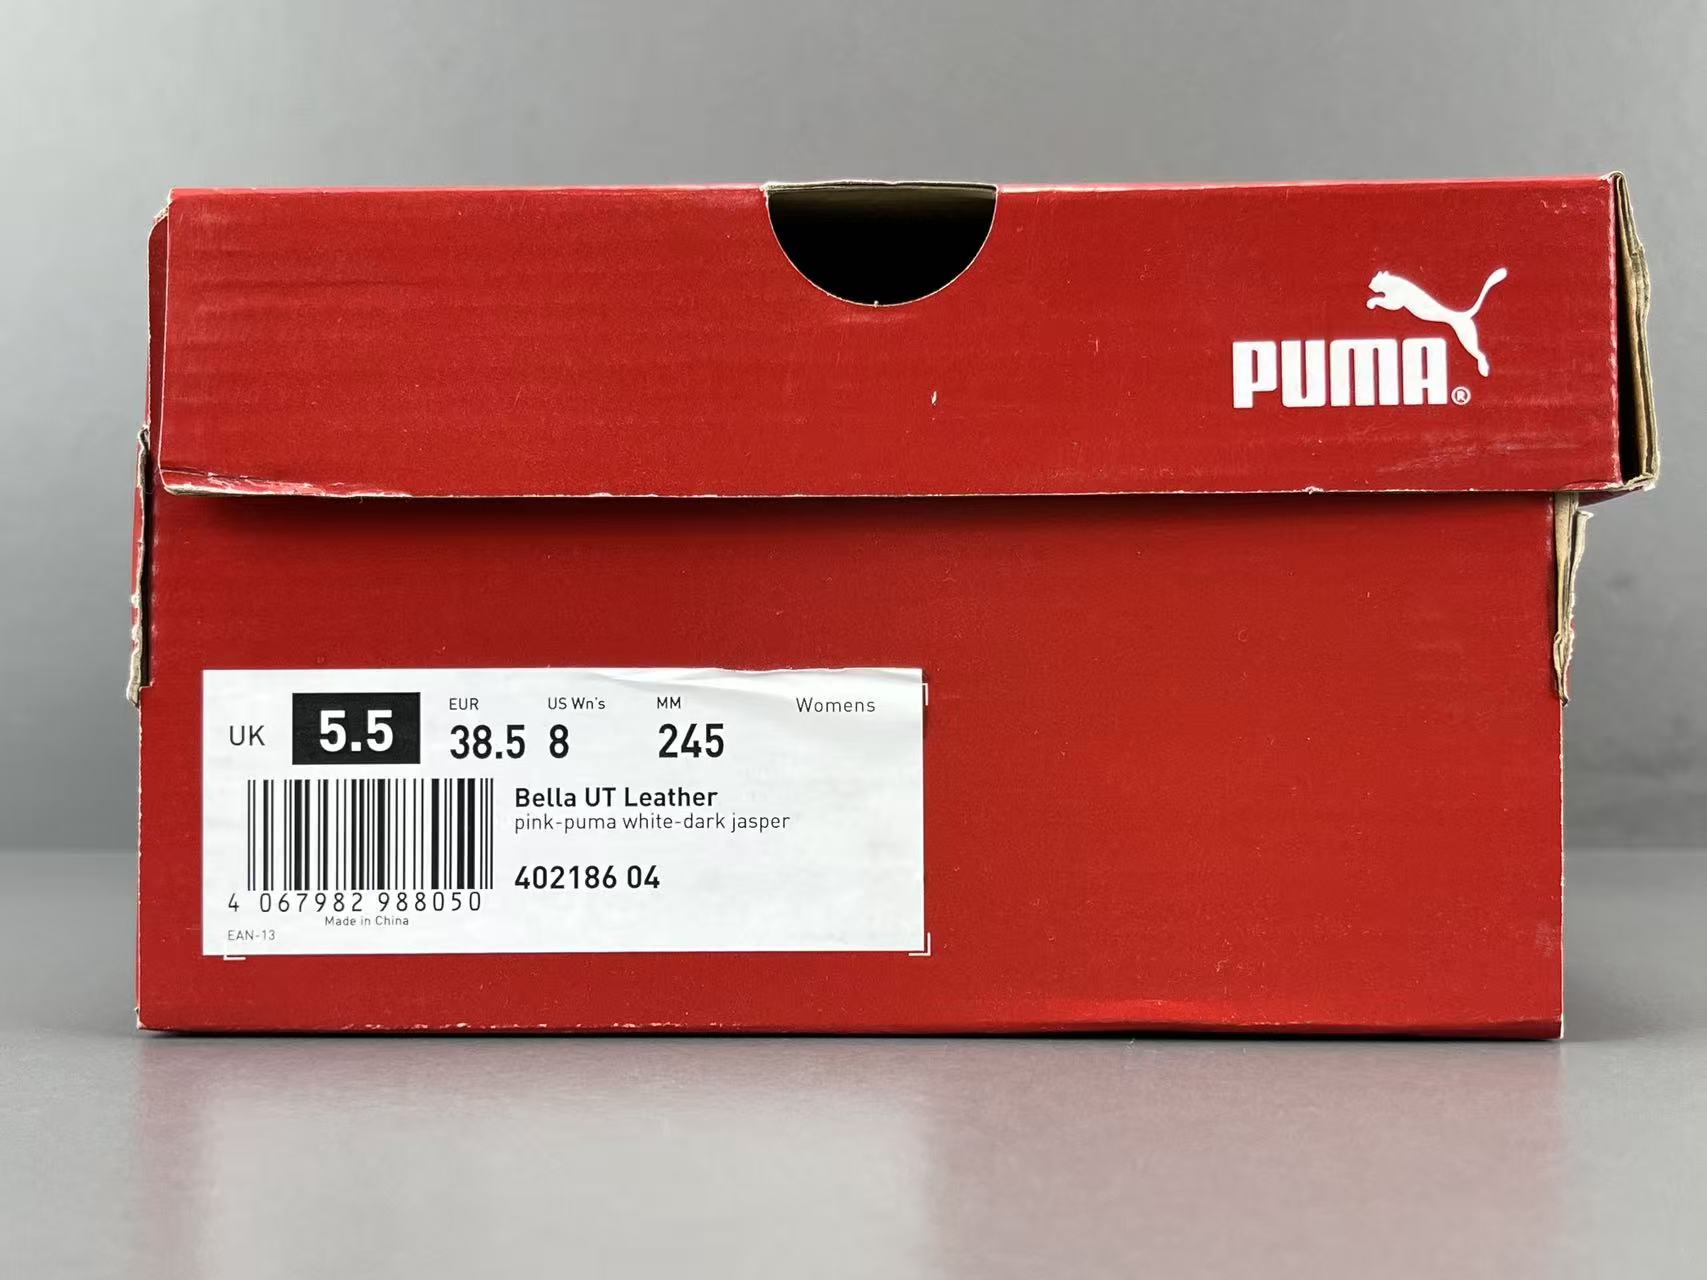 PUMA®
UK 5.5 EUR 38.5 US Wn's 8 MM 245 Womens
Bella UT Leather
pink-puma white-dark jasper
402186 04
4 067982 988050
Made in China
EAN-13